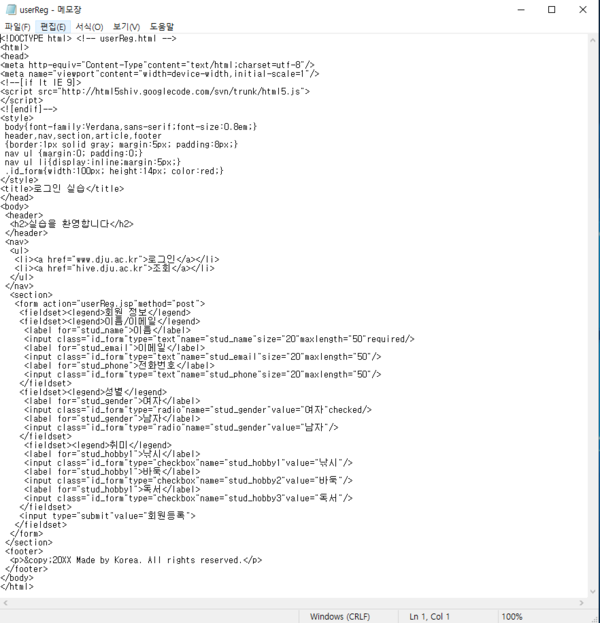 userReg - 메모장
파일(F) 편집(E) 서식(O) 보기(V) 도움말
<!DOCTYPE html> <!-- userReg.html -->
<html>
<head>
<meta http-equiv="Content-Type"content="text/html;charset=utf-8"/>
<meta name="viewport"content="width=device-width,initial-scale=1"/>
<!--[if lt IE 9]>
<script src="http://html5shiv.googlecode.com/svn/trunk/html5.js">
</script>
<![endif]-->
<style>
body{font-family:Verdana,sans-serif;font-size:0.8em;}
header,nav,section,article,footer
{border:1px solid gray; margin:5px; padding:8px;}
nav ul {margin:0; padding:0;}
nav ul li{display:inline;margin:5px;}
.id_form{width:100px; height:14px; color:red;}
</style>
<title>로그인 실습</title>
</head>
<body>
<header>
<h2>실습을 환영합니다</h2>
</header>
<nav>
<ul>
<li><a href="www.dju.ac.kr">로그인</a></li>
<li><a href="hive.dju.ac.kr">조회</a></li>
</ul>
</nav>
<section>
<form action="userReg.jsp"method="post">
<fieldset><legend>회원 정보</legend>
<fieldset><legend>이름/이메일</legend>
<label for="stud_name">이름</label>
<input class="id_form"type="text"name="stud_name"size="20"maxlength="50"required/>
<label for="stud_email">이메일</label>
<input class="id_form"type="text"name="stud_email"size="20"maxlength="50"/>
<label for="stud_phone">전화번호</label>
<input class="id_form"type="text"name="stud_phone"size="20"maxlength="50"/>
</fieldset>
<fieldset><legend>성별</legend>
<label for="stud_gender">여자</label>
<input class="id_form"type="radio"name="stud_gender"value="여자"checked/>
<label for="stud_gender">남자</label>
<input class="id_form"type="radio"name="stud_gender"value="남자"/>
</fieldset>
<fieldset><legend>취미</legend>
<label for="stud_hobby1">낚시</label>
<input class="id_form"type="checkbox"name="stud_hobby1"value="낚시"/>
<label for="stud_hobby1">바둑</label>
<input class="id_form"type="checkbox"name="stud_hobby2"value="바둑"/>
<label for="stud_hobby1">독서</label>
<input class="id_form"type="checkbox"name="stud_hobby3"value="독서"/>
</fieldset>
<input type="submit"value="회원등록">
</fieldset>
</form>
</section>
<footer>
<p>&copy;20XX Made by Korea. All rights reserved.</p>
</footer>
</body>
</html>
Windows (CRLF) Ln 1, Col 1 100%